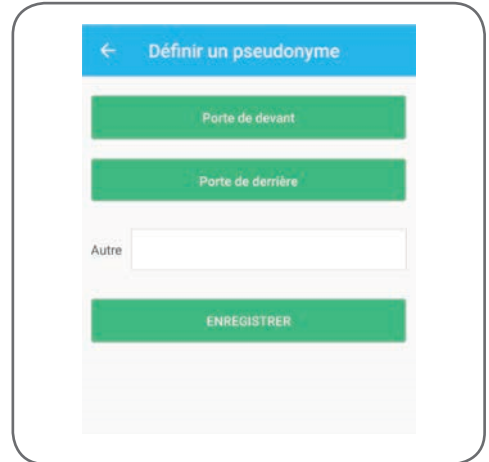 Définir un pseudonyme
Porte de devant
Porte de derrière
Autre
ENREGISTRER